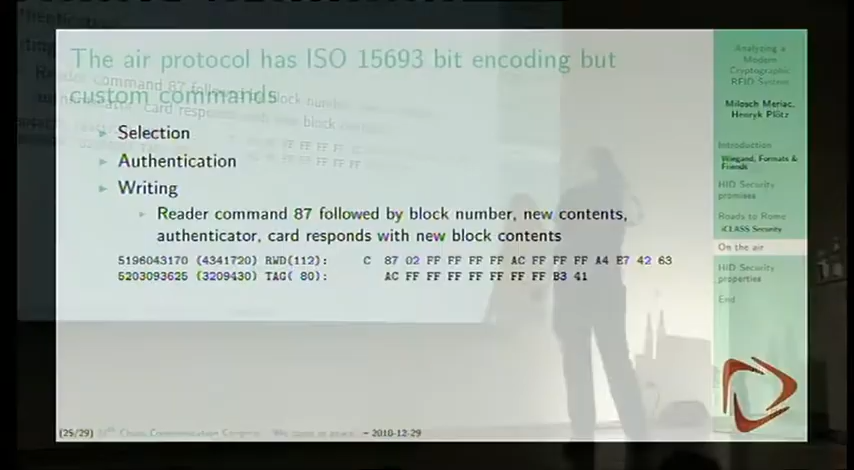 The air protocol has ISO 15693 bit encoding but
custom commands
Selection
Authentication
Writing
Reader command 87 followed by block number, new contents,
authenticator, card responds with new block contents
5196043170 (4341720) RWD(112): C 87 02 FF FF FF FF AC FF FF FF A4 E7 42 63
5203093625 (3209430) TAG( 80): AC FF FF FF FF FF FF FF B3 41
(25/29) Chaos Communication Congress – 2010-12-29
Analyzing a
Modern
Cryptographic
RFID System
Milosch Meriac,
Henryk Plötz
Introduction
Wiegand, Formats &
Friends
HID Security
promises
Roads to Rome
iCLASS Security
On the air
HID Security
properties
End